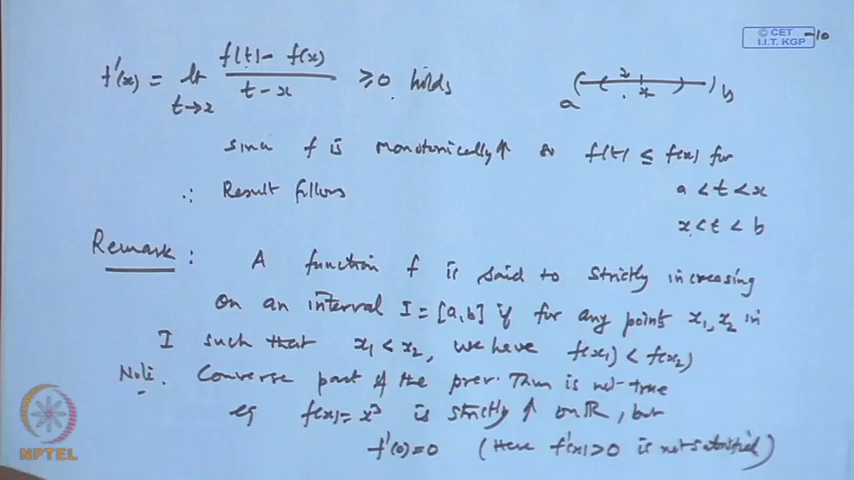 © CET
I.I.T. KGP
-10
f'(x) = lt t→x (f(t) - f(x)) / (t - x) ≥ 0 holds
a x b
since f is monotonically ↑ so f(t) ≤ f(x) for
∴ Result follows
a < t < x
x < t < b
Remark : A function f is said to strictly increasing
on an interval I = [a,b] if for any points x₁, x₂ in
I such that x₁ < x₂, we have f(x₁) < f(x₂)
Note. Converse part of the prev. Thm is not true
eg f(x) = x³ is strictly ↑ on ℝ, but
f'(0) = 0 (Here f'(x) > 0 is not satisfied)
NPTEL